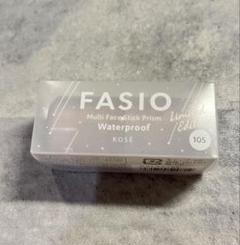 FASIO
Multi Face Stick Prism
Waterproof
KOSÉ
Limited
Edition
105